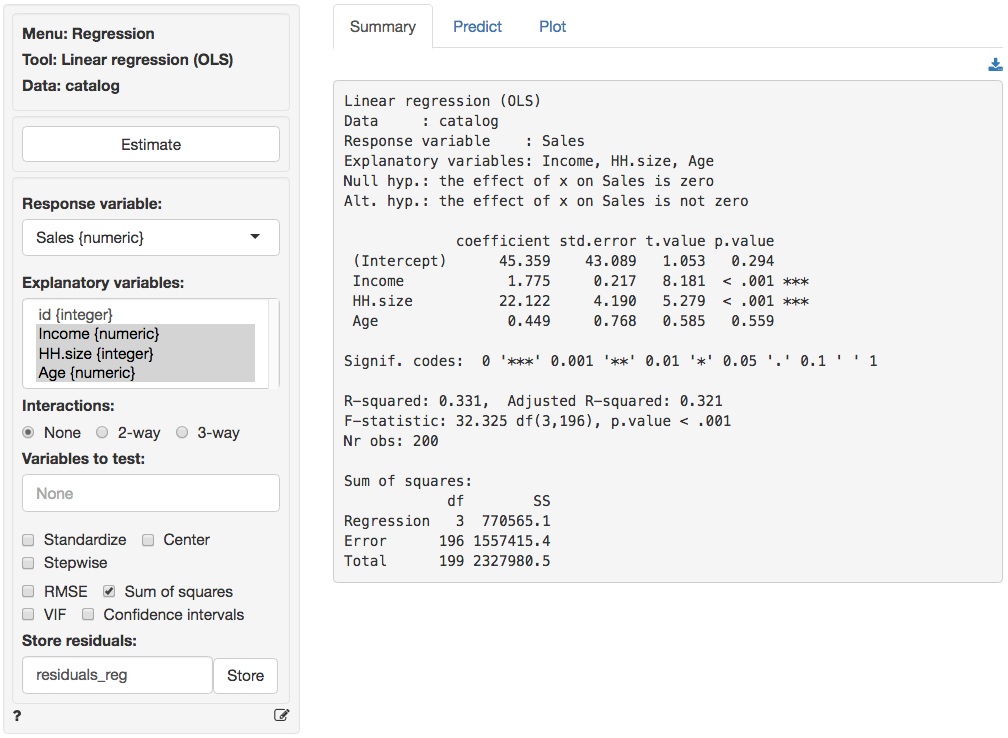 Menu: Regression
Tool: Linear regression (OLS)
Data: catalog
Estimate
Response variable:
Sales {numeric}
Explanatory variables:
id {integer}
Income {numeric}
HH.size {integer}
Age {numeric}
Interactions:
None 2-way 3-way
Variables to test:
None
Standardize Center
Stepwise
RMSE Sum of squares
VIF Confidence intervals
Store residuals:
residuals_reg Store
?
Summary Predict Plot
Linear regression (OLS)
Data     : catalog
Response variable    : Sales
Explanatory variables: Income, HH.size, Age
Null hyp.: the effect of x on Sales is zero
Alt. hyp.: the effect of x on Sales is not zero
             coefficient std.error t.value p.value
 (Intercept)      45.359    43.089   1.053   0.294
 Income            1.775     0.217   8.181  < .001 ***
 HH.size          22.122     4.190   5.279  < .001 ***
 Age               0.449     0.768   0.585   0.559
Signif. codes:  0 '***' 0.001 '**' 0.01 '*' 0.05 '.' 0.1 ' ' 1
R-squared: 0.331,  Adjusted R-squared: 0.321
F-statistic: 32.325 df(3,196), p.value < .001
Nr obs: 200
Sum of squares:
            df        SS
Regression   3  770565.1
Error      196 1557415.4
Total      199 2327980.5